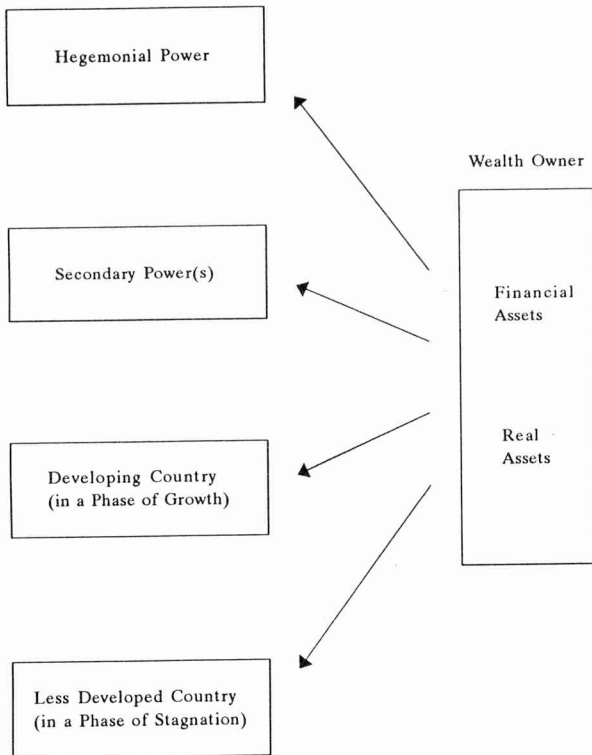 Hegemonial Power
Wealth Owner
Secondary Power(s)
Financial
Assets
Developing Country
(in a Phase of Growth)
Real
Assets
Less Developed Country
(in a Phase of Stagnation)